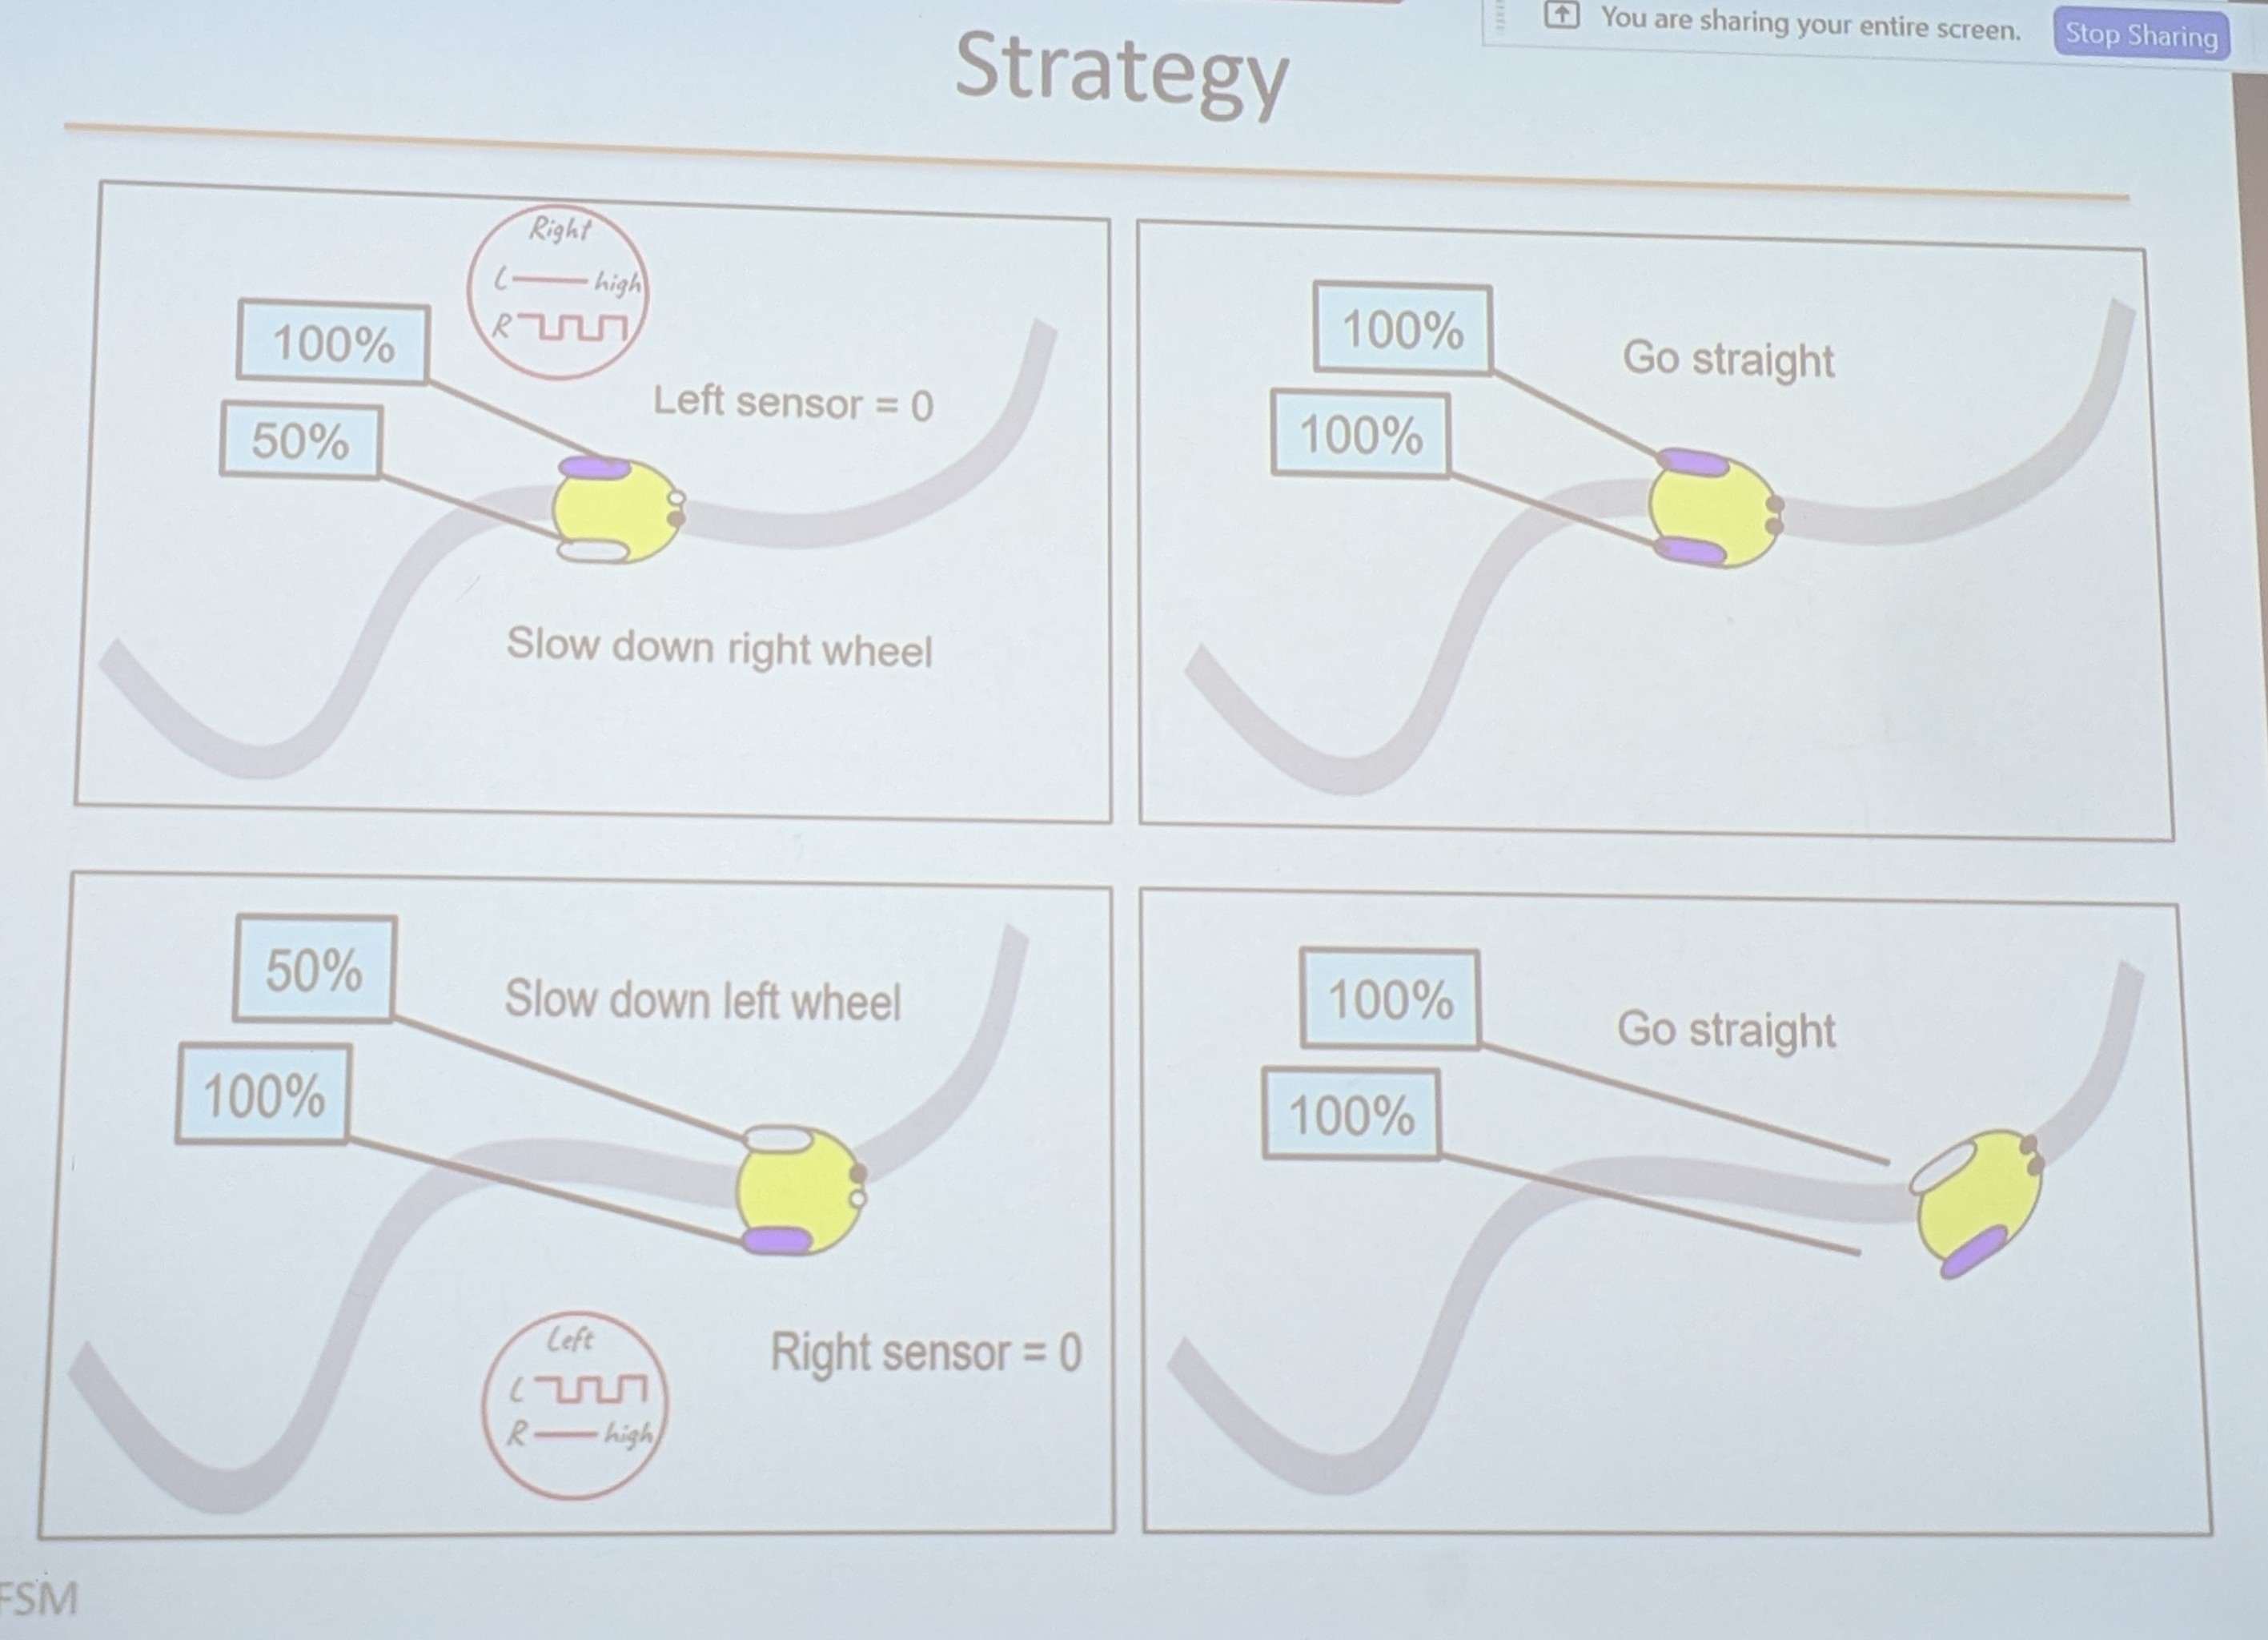 You are sharing your entire screen.
Stop Sharing
Strategy
Right
L high
R
100%
50%
Left sensor = 0
Slow down right wheel
100%
100%
Go straight
50%
100%
Slow down left wheel
Left
L
R high
Right sensor = 0
100%
100%
Go straight
FSM